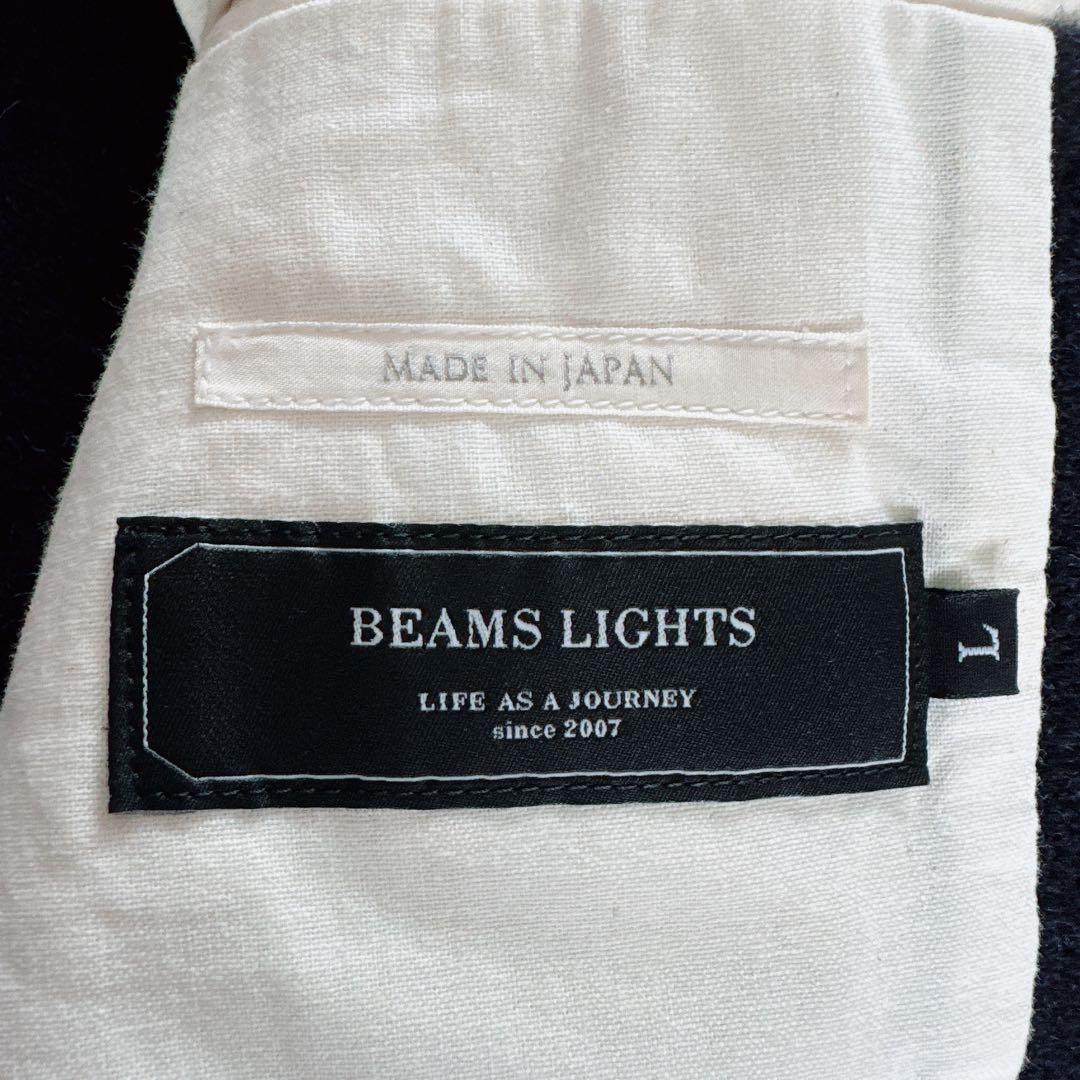 MADE IN JAPAN
BEAMS LIGHTS
LIFE AS A JOURNEY
since 2007
L